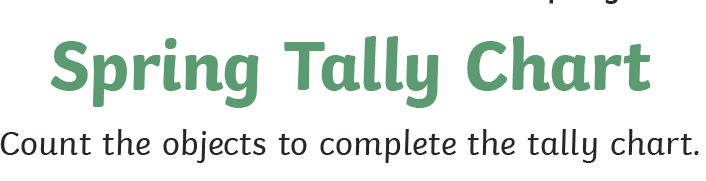 Spring Tally Chart
Count the objects to complete the tally chart.